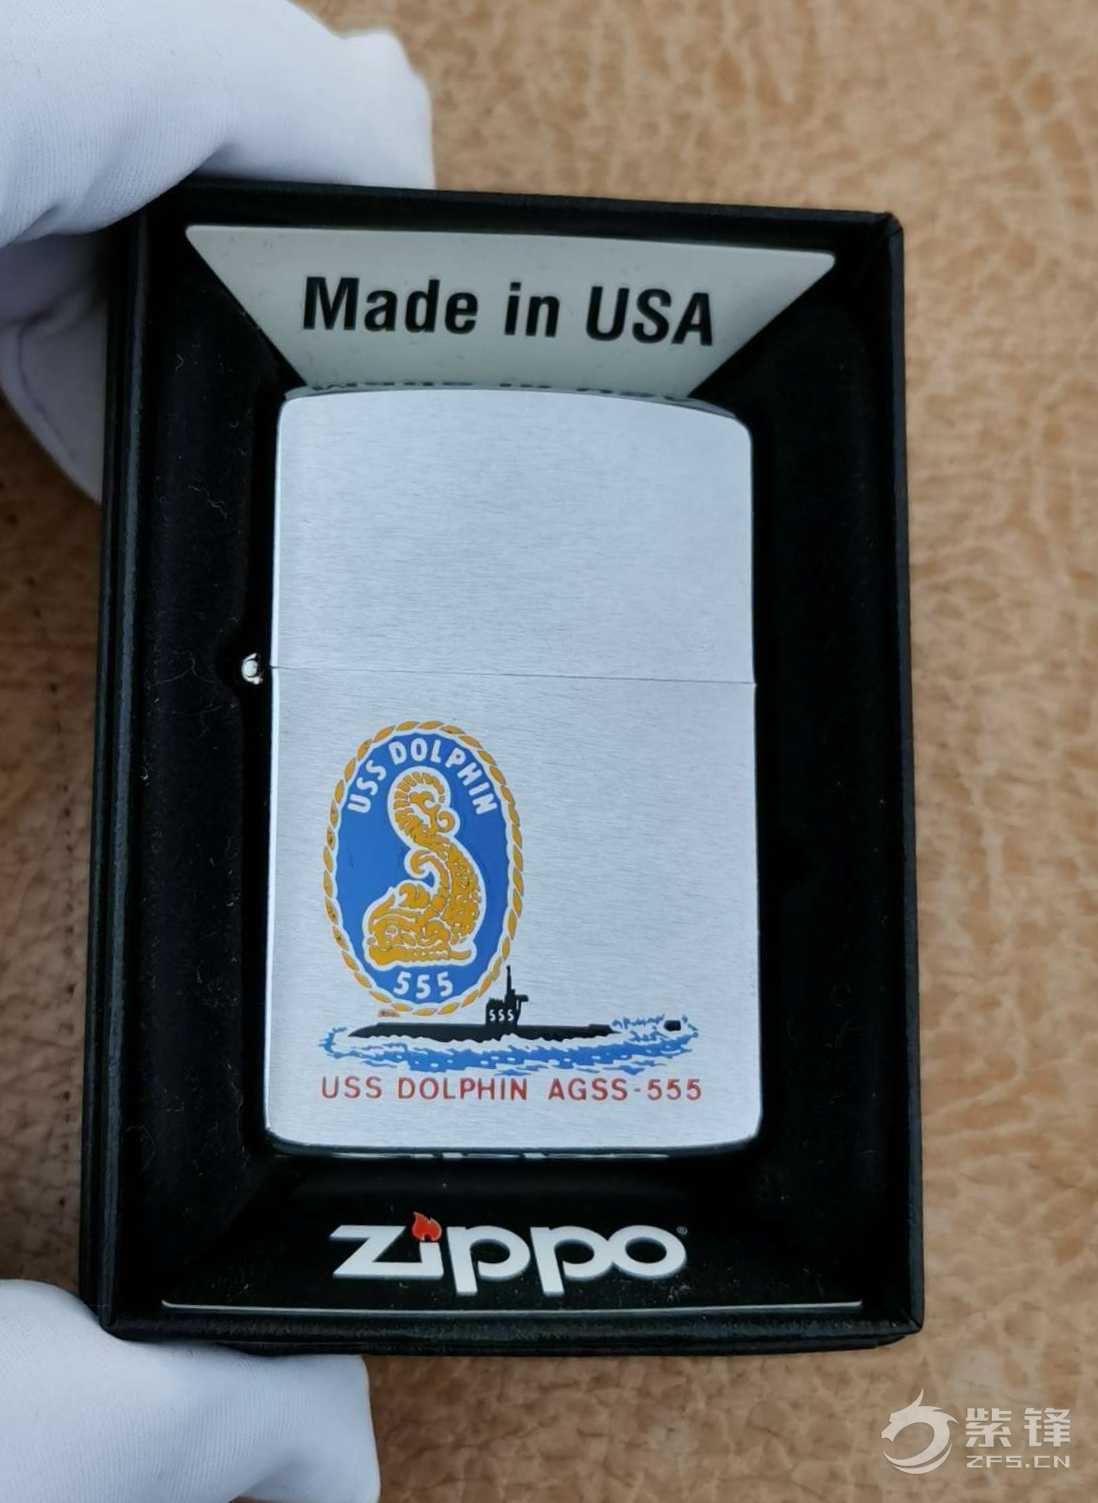 Made in USA
USS DOLPHIN
555
555
USS DOLPHIN AGSS-555
zippo®
紫锋
ZFS.CN